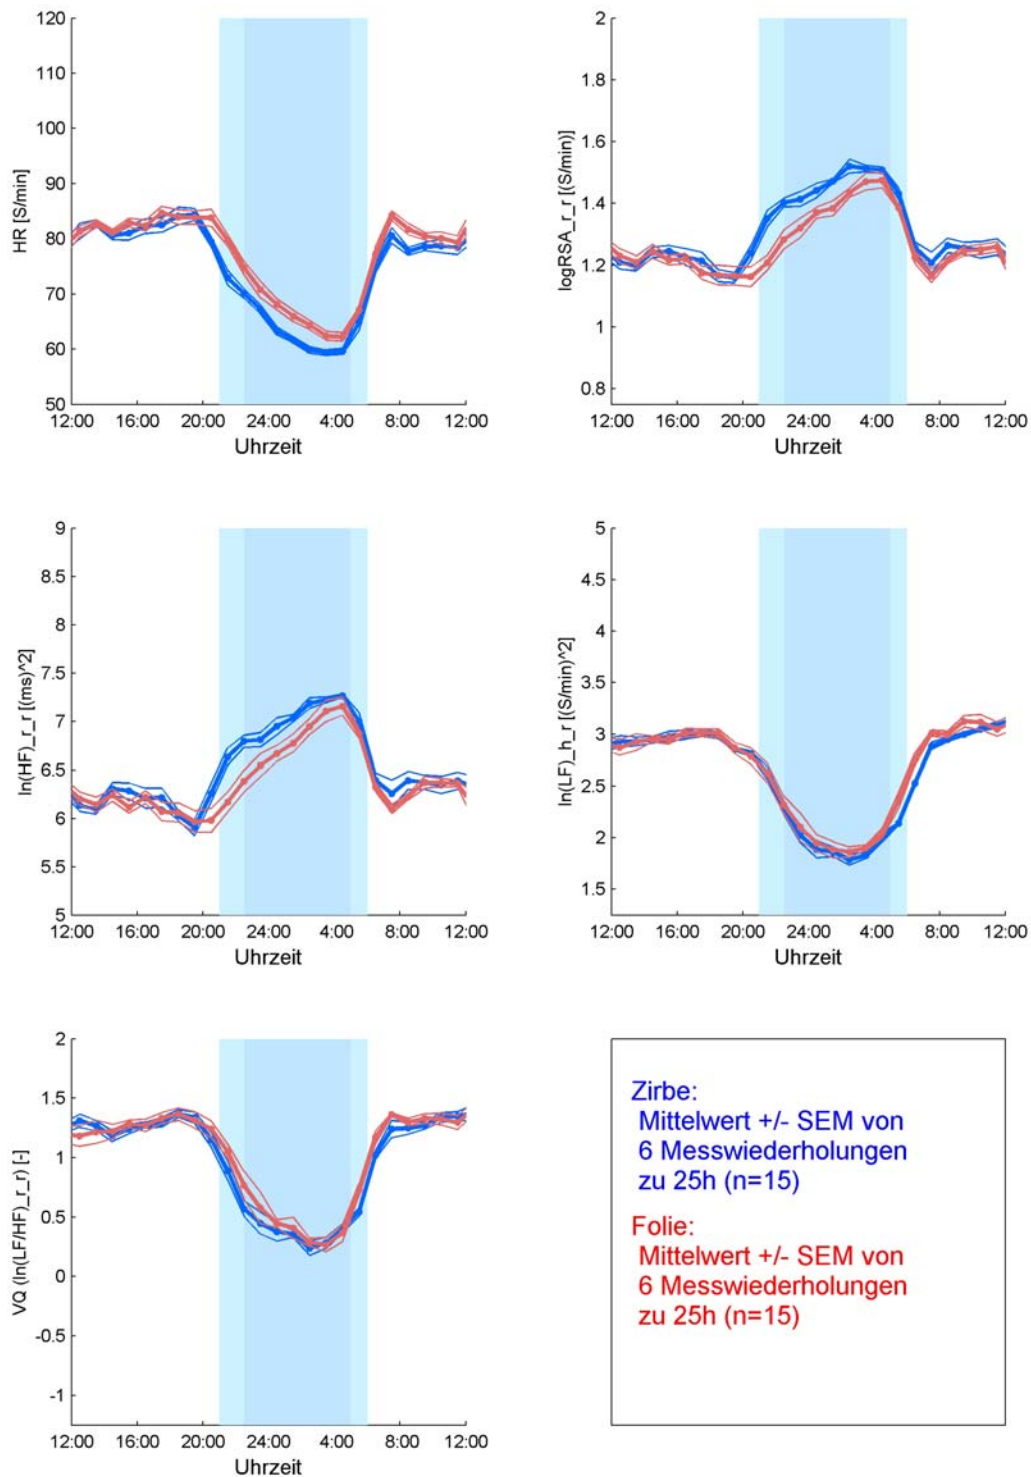 120
110
100
90
80
70
60
50
HR [S/min]
12:00 16:00 20:00 24:00 4:00 8:00 12:00
Uhrzeit
2
1.8
1.6
1.4
1.2
1
0.8
logRSA_r_r [(S/min)]
12:00 16:00 20:00 24:00 4:00 8:00 12:00
Uhrzeit
9
8.5
8
7.5
7
6.5
6
5.5
5
ln(HF)_r_r [(ms)^2]
12:00 16:00 20:00 24:00 4:00 8:00 12:00
Uhrzeit
5
4.5
4
3.5
3
2.5
2
1.5
ln(LF)_h_r [(S/min)^2]
12:00 16:00 20:00 24:00 4:00 8:00 12:00
Uhrzeit
2
1.5
1
0.5
0
-0.5
-1
VQ (ln(LF/HF)_r_r) [-]
12:00 16:00 20:00 24:00 4:00 8:00 12:00
Uhrzeit
Zirbe:
Mittelwert +/- SEM von
6 Messwiederholungen
zu 25h (n=15)
Folie:
Mittelwert +/- SEM von
6 Messwiederholungen
zu 25h (n=15)